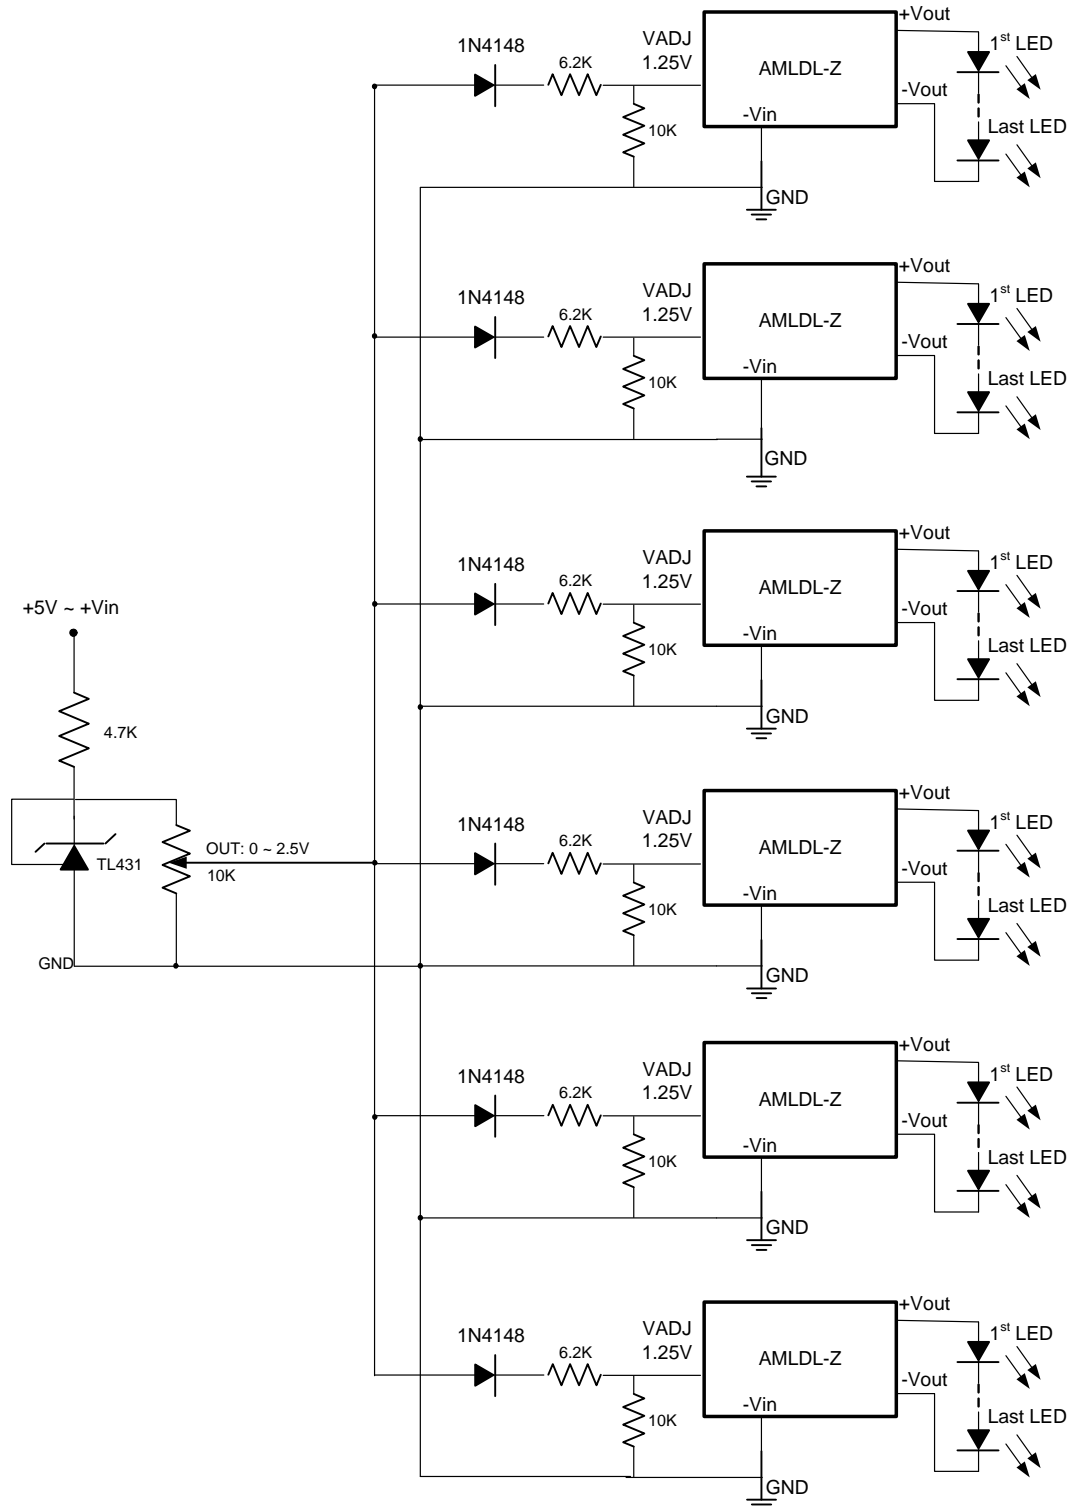 +Vout
1N4148
VADJ
1st LED
6.2K
1.25V
AMLDL-Z
-Vout
-Vin
10K
Last LED
GND
+Vout
1N4148
VADJ
1st LED
6.2K
1.25V
AMLDL-Z
-Vout
-Vin
10K
Last LED
GND
+Vout
1N4148
VADJ
1st LED
6.2K
1.25V
AMLDL-Z
-Vout
-Vin
10K
Last LED
GND
+5V ~ +Vin
4.7K
TL431
OUT: 0 ~ 2.5V
10K
GND
+Vout
1N4148
VADJ
1st LED
6.2K
1.25V
AMLDL-Z
-Vout
-Vin
10K
Last LED
GND
+Vout
1N4148
VADJ
1st LED
6.2K
1.25V
AMLDL-Z
-Vout
-Vin
10K
Last LED
GND
+Vout
1N4148
VADJ
1st LED
6.2K
1.25V
AMLDL-Z
-Vout
-Vin
10K
Last LED
GND